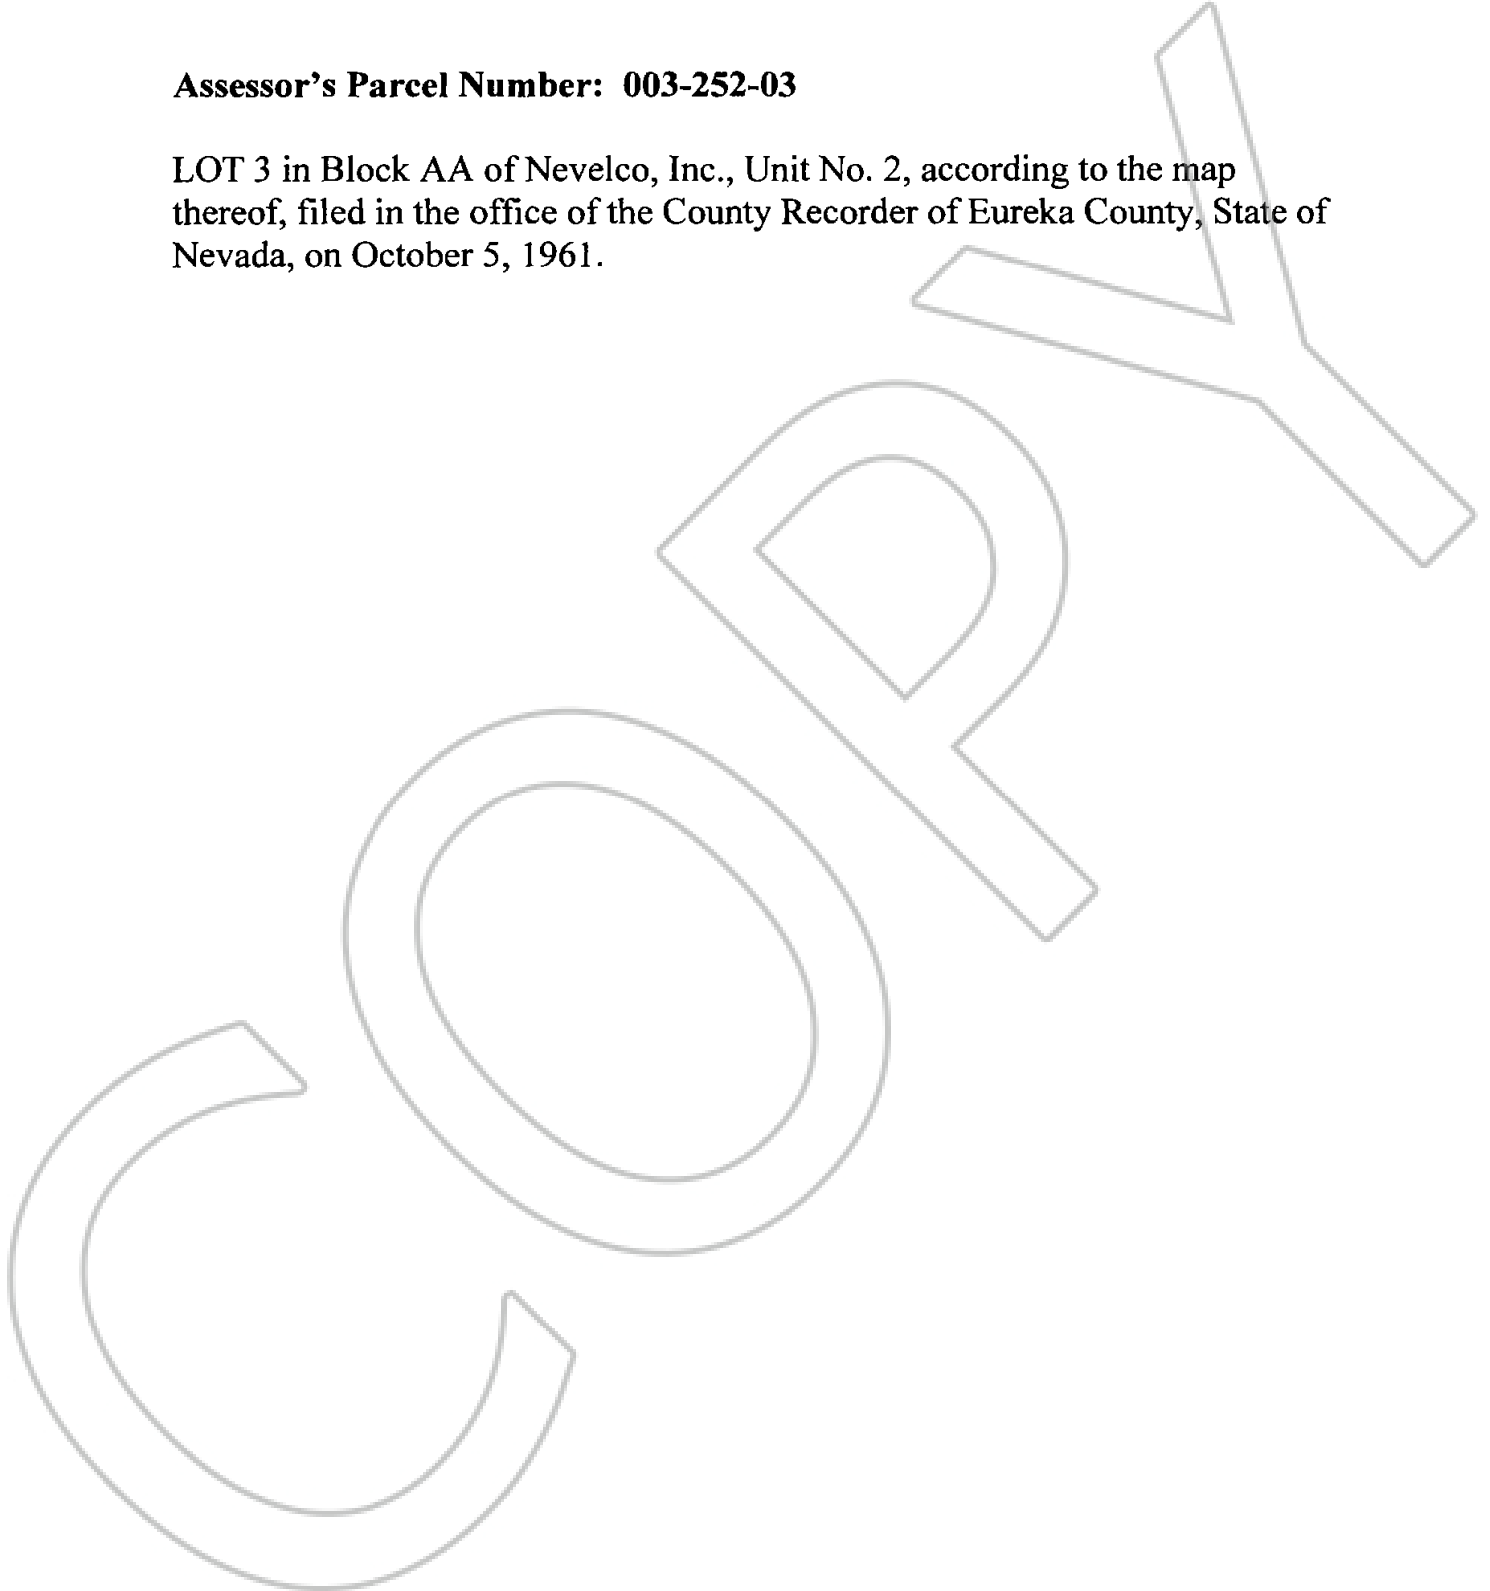 Assessor's Parcel Number: 003-252-03
LOT 3 in Block AA of Nevelco, Inc., Unit No. 2, according to the map
thereof, filed in the office of the County Recorder of Eureka County, State of
Nevada, on October 5, 1961.
COPY